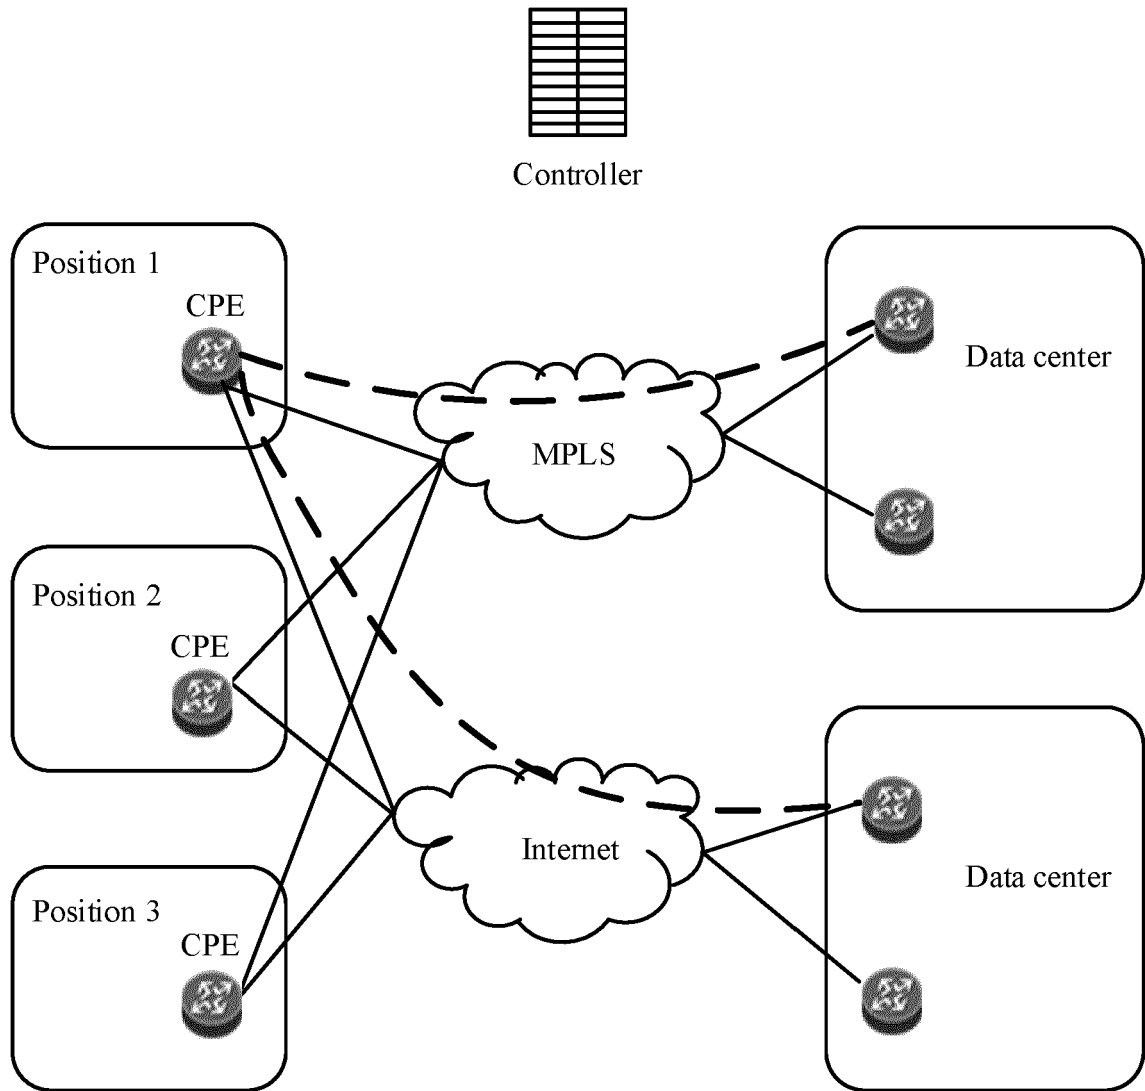 Controller
Position 1
CPE
Data center
MPLS
Position 2
CPE
Internet
Data center
Position 3
CPE